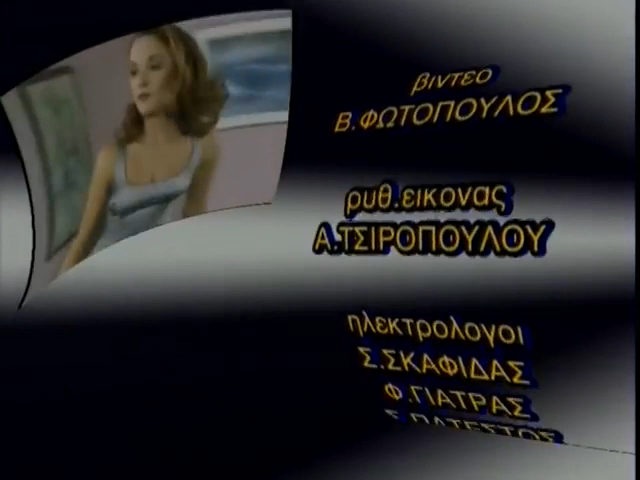 βιντεο
Β.ΦΩΤΟΠΟΥΛΟΣ
ρυθ.εικονας
Α.ΤΣΙΡΟΠΟΥΛΟΥ
ηλεκτρολογοι
Σ.ΣΚΑΦΙΔΑΣ
Φ.ΓΙΑΤΡΑΣ